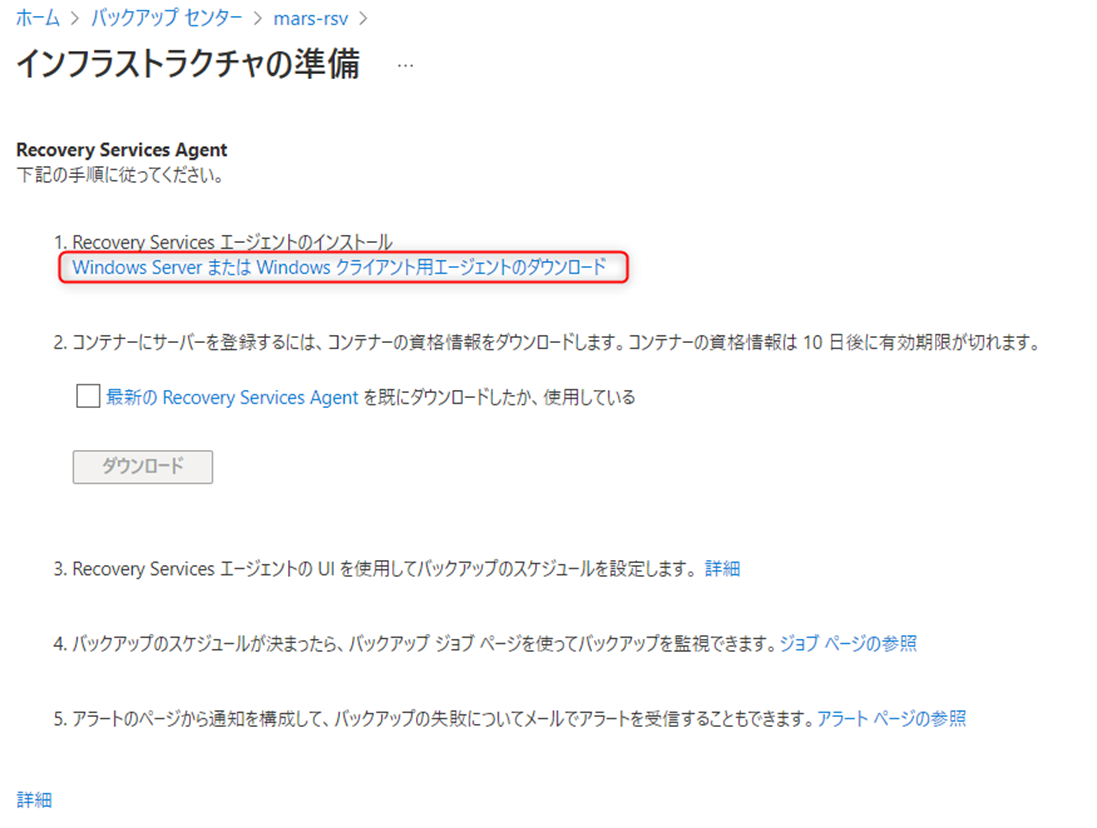 ホーム > バックアップ センター > mars-rsv >
インフラストラクチャの準備 ...
Recovery Services Agent
下記の手順に従ってください。
1. Recovery Services エージェントのインストール
Windows Server または Windows クライアント用エージェントのダウンロード
2. コンテナーにサーバーを登録するには、コンテナーの資格情報をダウンロードします。コンテナーの資格情報は 10 日後に有効期限が切れます。
最新の Recovery Services Agent を既にダウンロードしたか、使用している
ダウンロード
3. Recovery Services エージェントの UI を使用してバックアップのスケジュールを設定します。 詳細
4. バックアップのスケジュールが決まったら、バックアップ ジョブ ページを使ってバックアップを監視できます。ジョブ ページの参照
5. アラートのページから通知を構成して、バックアップの失敗についてメールでアラートを受信することもできます。アラート ページの参照
詳細